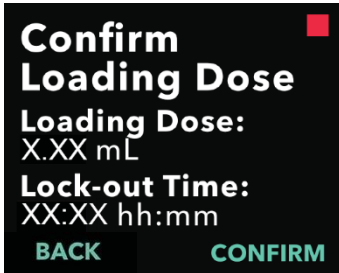 Confirm
Loading Dose
Loading Dose:
X.XX mL
Lock-out Time:
XX:XX hh:mm
BACK CONFIRM